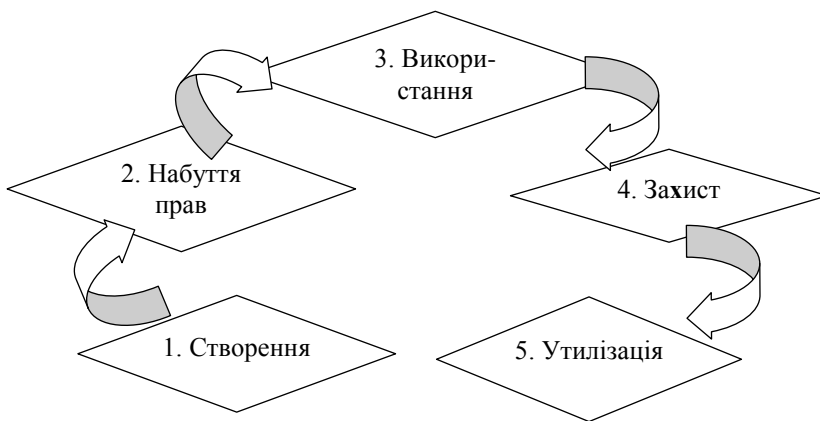 3. Викори-
стання
2. Набуття
прав
4. Захист
1. Створення
5. Утилізація